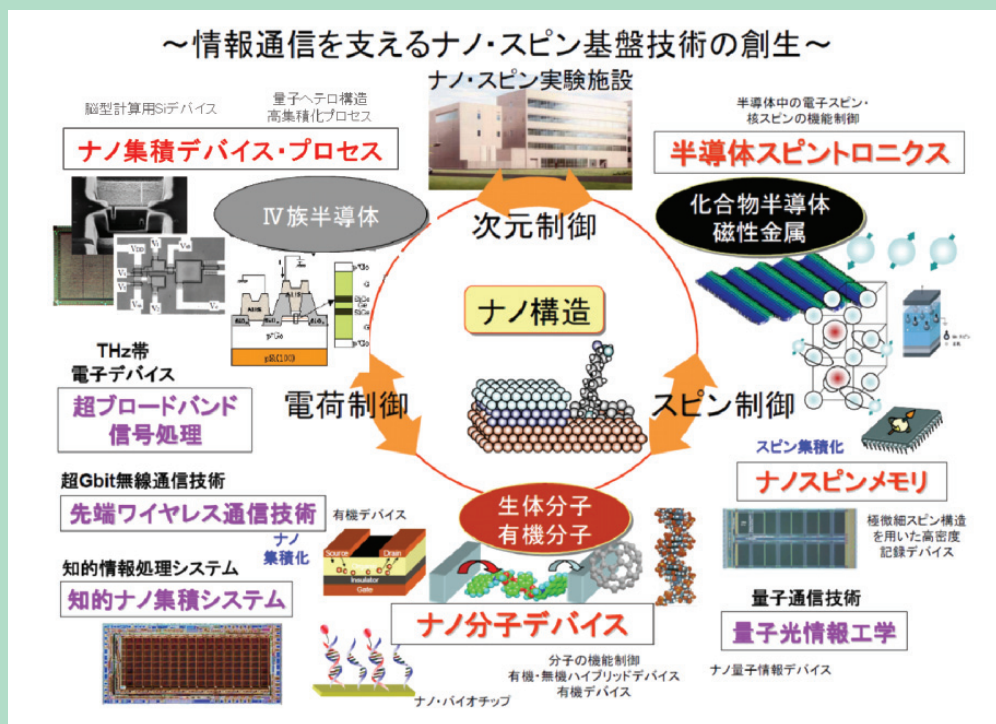 ～情報通信を支えるナノ・スピン基盤技術の創生～
ナノ・スピン実験施設
脳型計算用Siデバイス
量子ヘテロ構造
高集積化プロセス
ナノ集積デバイス・プロセス
半導体中の電子スピン・
核スピンの機能制御
半導体スピントロニクス
Ⅳ族半導体
化合物半導体
磁性金属
次元制御
ナノ構造
電荷制御
スピン制御
THz帯
電子デバイス
超ブロードバンド
信号処理
スピン集積化
ナノスピンメモリ
極微細スピン構造
を用いた高密度
記録デバイス
超Gbit無線通信技術
先端ワイヤレス通信技術
ナノ
集積化
知的情報処理システム
知的ナノ集積システム
生体分子
有機分子
有機デバイス
Source
Drain
Insulator
Gate
ナノ分子デバイス
分子の機能制御
有機・無機ハイブリッドデバイス
有機デバイス
ナノ・バイオチップ
量子通信技術
量子光情報工学
ナノ量子情報デバイス